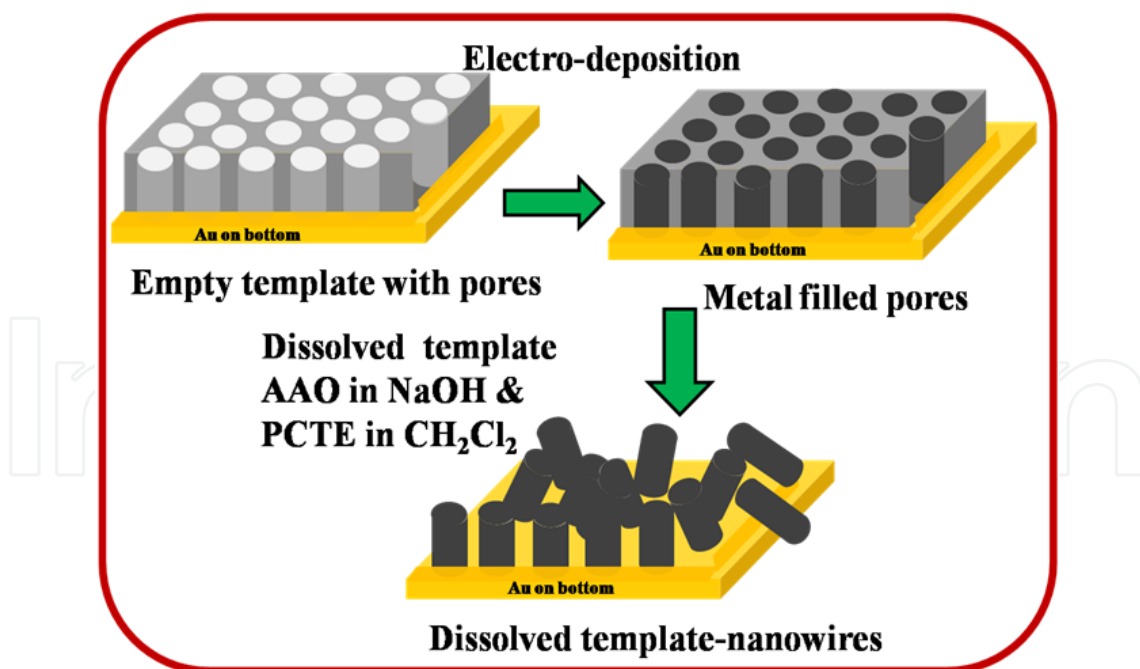 Electro-deposition
Au on bottom
Empty template with pores
Au on bottom
Metal filled pores
Dissolved template
AAO in NaOH &
PCTE in CH₂Cl₂
Au on bottom
Dissolved template-nanowires